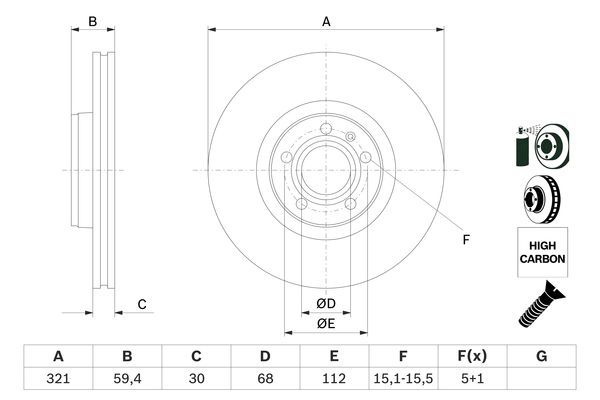 B
A
F
C
ØD
ØE
HIGH
CARBON
A B C D E F F(x) G
321 59,4 30 68 112 15,1-15,5 5+1